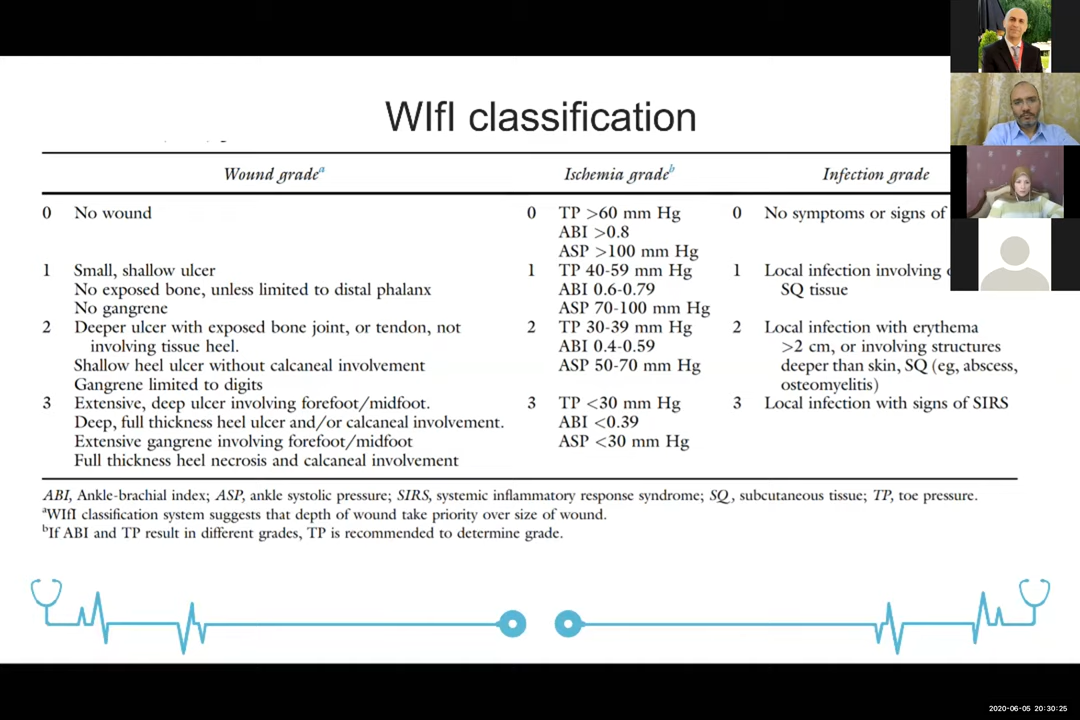 WIfI classification
Wound gradeᵃ Ischemia gradeᵇ Infection grade
0 No wound 0 TP >60 mm Hg 0 No symptoms or signs of
ABI >0.8
ASP >100 mm Hg
1 Small, shallow ulcer 1 TP 40-59 mm Hg 1 Local infection involving
No exposed bone, unless limited to distal phalanx ABI 0.6-0.79 SQ tissue
No gangrene ASP 70-100 mm Hg
2 Deeper ulcer with exposed bone joint, or tendon, not 2 TP 30-39 mm Hg 2 Local infection with erythema
involving tissue heel. ABI 0.4-0.59 >2 cm, or involving structures
Shallow heel ulcer without calcaneal involvement ASP 50-70 mm Hg deeper than skin, SQ (eg, abscess,
Gangrene limited to digits osteomyelitis)
3 Extensive, deep ulcer involving forefoot/midfoot. 3 TP <30 mm Hg 3 Local infection with signs of SIRS
Deep, full thickness heel ulcer and/or calcaneal involvement. ABI <0.39
Extensive gangrene involving forefoot/midfoot ASP <30 mm Hg
Full thickness heel necrosis and calcaneal involvement
ABI, Ankle-brachial index; ASP, ankle systolic pressure; SIRS, systemic inflammatory response syndrome; SQ, subcutaneous tissue; TP, toe pressure.
ᵃWIfI classification system suggests that depth of wound take priority over size of wound.
ᵇIf ABI and TP result in different grades, TP is recommended to determine grade.
2020-06-05 20:30:25